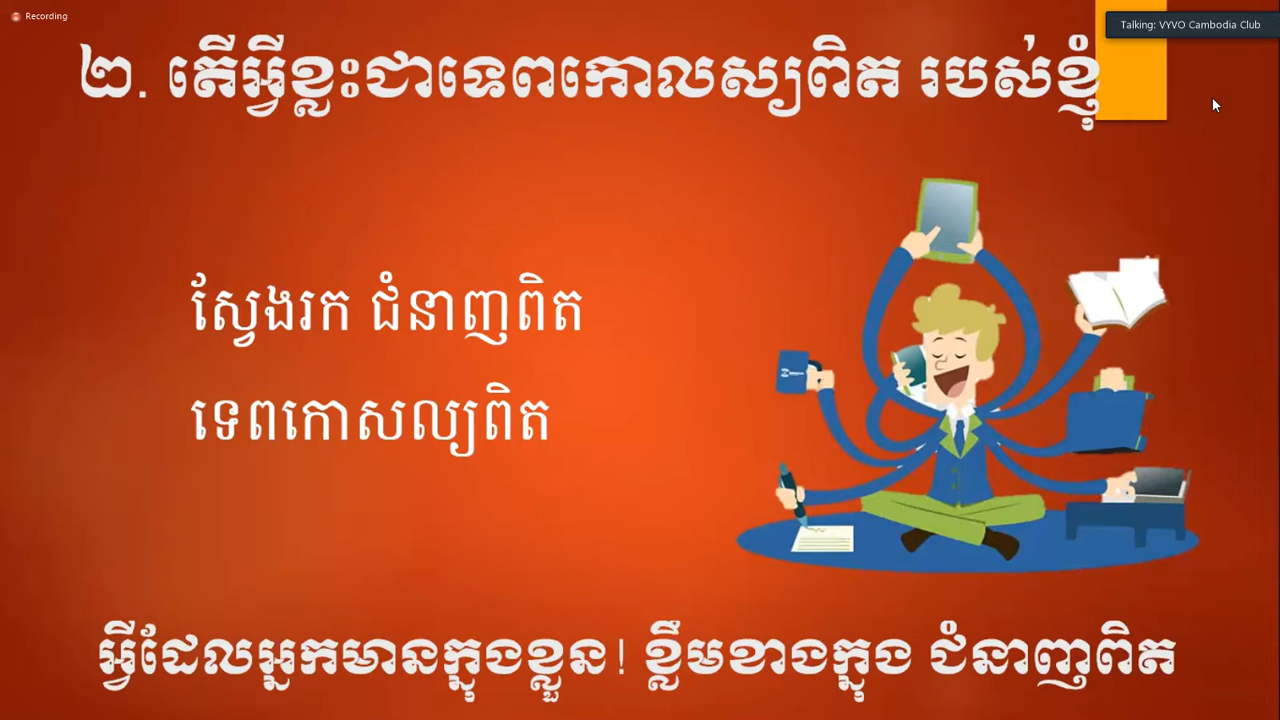 Recording
Talking: VYVO Cambodia Club
២. តើអ្វីខ្លះជាទេពកោលស្យពិត របស់ខ្ញុំ
ស្វែងរក ជំនាញពិត
ទេពកោសល្យពិត
អ្វីដែលអ្នកមានក្នុងខ្លួន! ខ្លឹមខាងក្នុង ជំនាញពិត